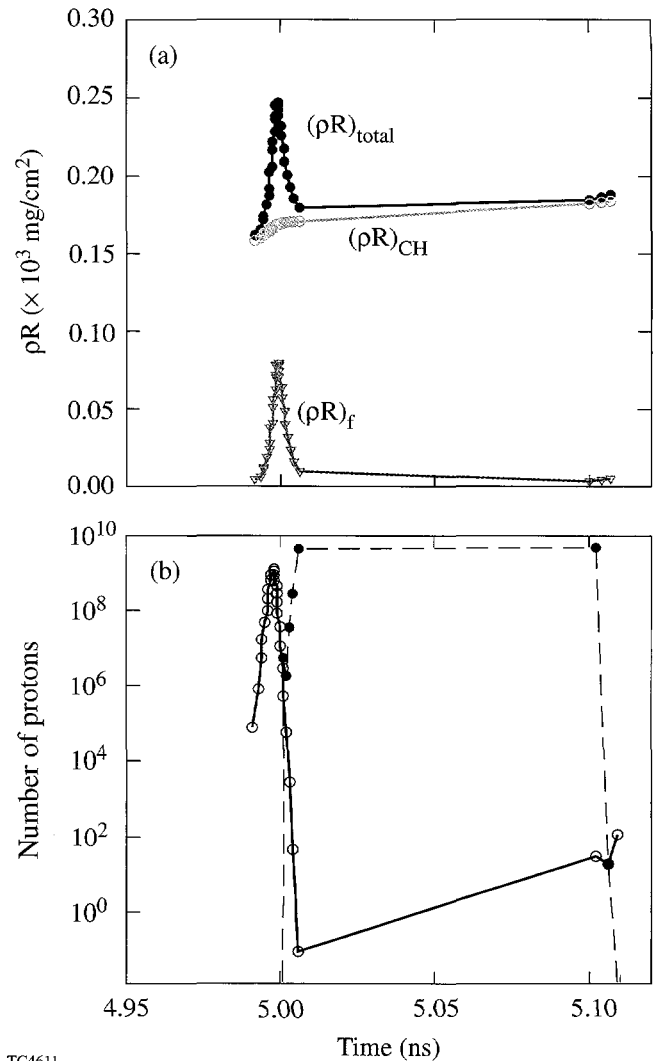 (a)
0.30
0.25
0.20
0.15
0.10
0.05
0.00
ρR (× 10³ mg/cm²)
(ρR)total
(ρR)CH
(ρR)f
(b)
10¹⁰
10⁸
10⁶
10⁴
10²
10⁰
Number of protons
4.95
5.00
5.05
5.10
Time (ns)